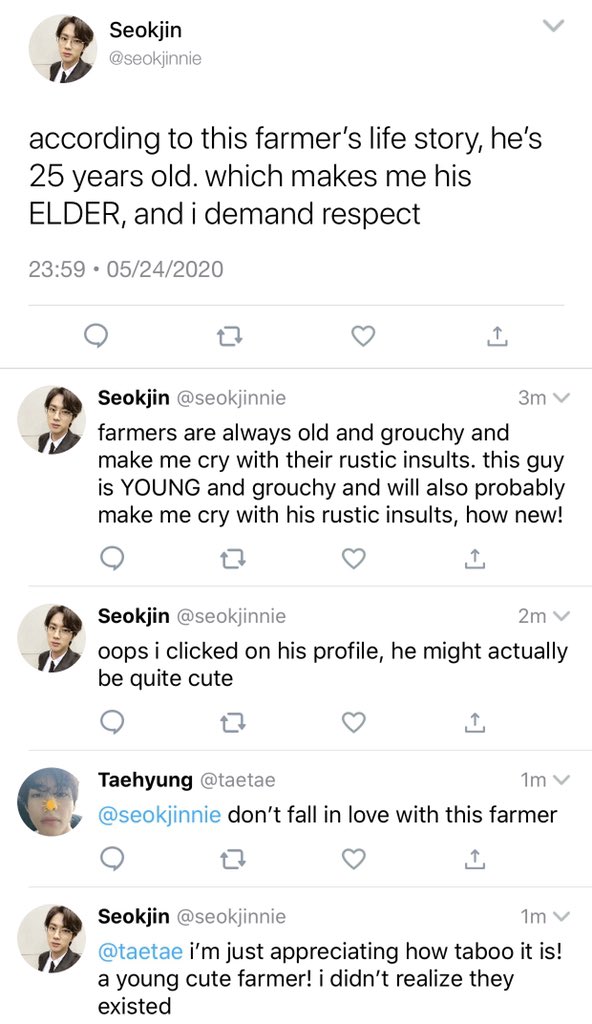 Seokjin
@seokjinnie
according to this farmer’s life story, he’s
25 years old. which makes me his
ELDER, and i demand respect
23:59 • 05/24/2020
Seokjin @seokjinnie 3m
farmers are always old and grouchy and
make me cry with their rustic insults. this guy
is YOUNG and grouchy and will also probably
make me cry with his rustic insults, how new!
Seokjin @seokjinnie 2m
oops i clicked on his profile, he might actually
be quite cute
Taehyung @taetae 1m
@seokjinnie don’t fall in love with this farmer
Seokjin @seokjinnie 1m
@taetae i’m just appreciating how taboo it is!
a young cute farmer! i didn’t realize they
existed